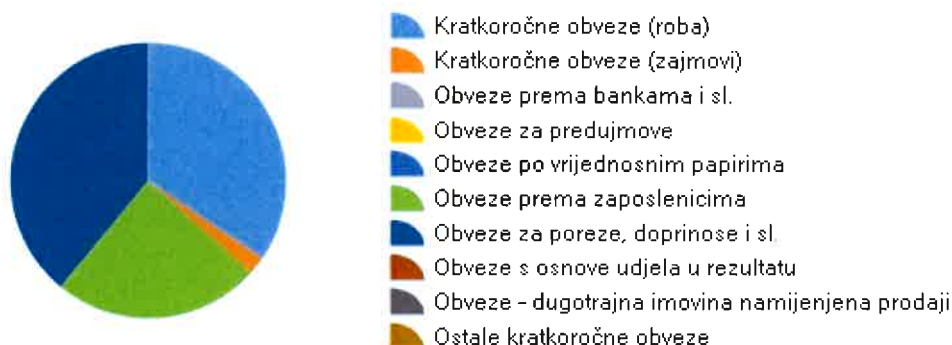 Kratkoročne obveze (roba)
Kratkoročne obveze (zajmovi)
Obveze prema bankama i sl.
Obveze za predujmove
Obveze po vrijednosnim papirima
Obveze prema zaposlenicima
Obveze za poreze, doprinose i sl.
Obveze s osnove udjela u rezultatu
Obveze - dugotrajna imovina namijenjena prodaji
Ostale kratkoročne obveze